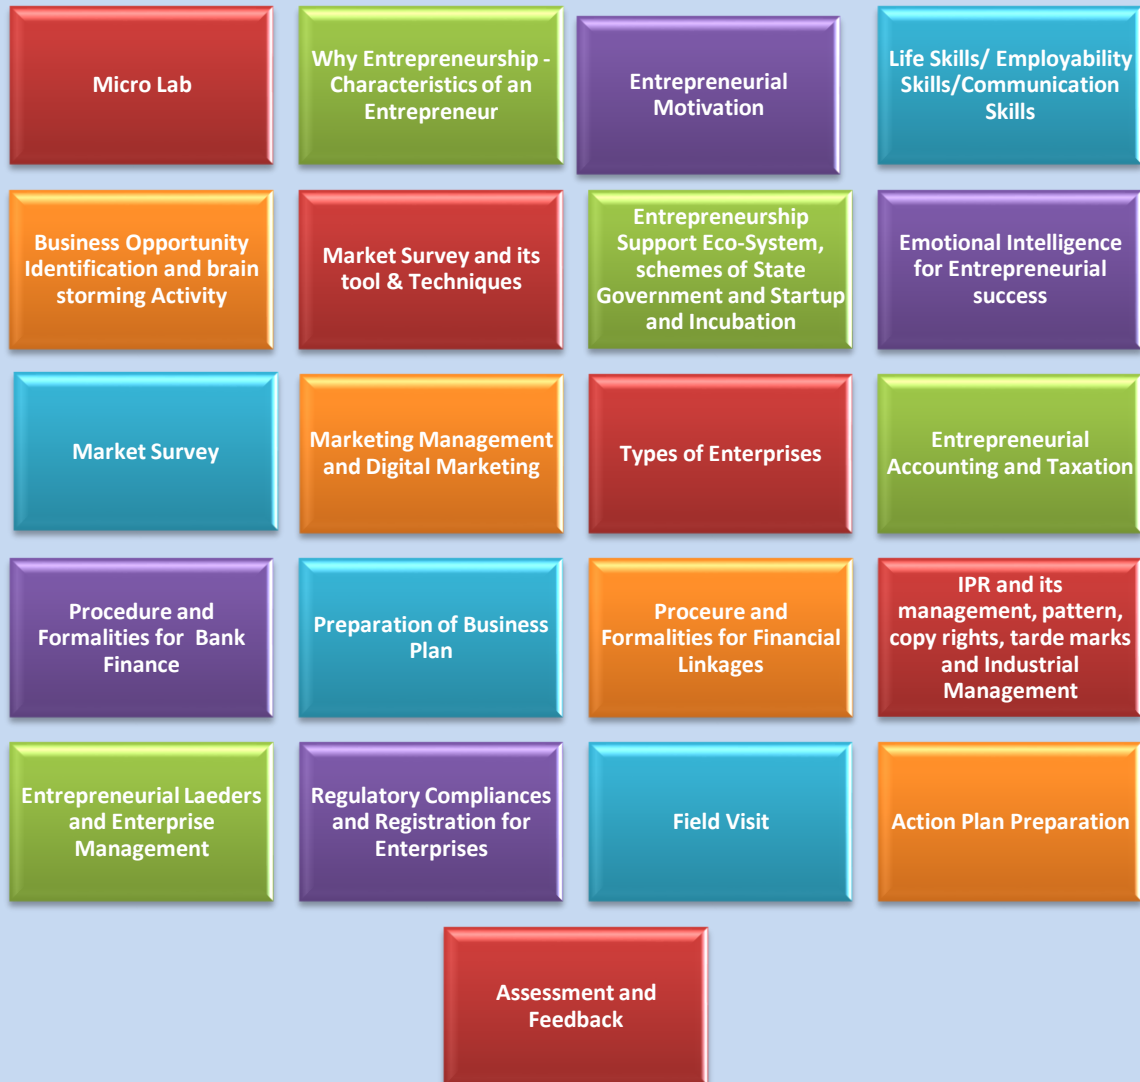 Micro Lab
Why Entrepreneurship -
Characteristics of an
Entrepreneur
Entrepreneurial
Motivation
Life Skills/ Employability
Skills/Communication
Skills
Business Opportunity
Identification and brain
storming Activity
Market Survey and its
tool & Techniques
Entrepreneurship
Support Eco-System,
schemes of State
Government and Startup
and Incubation
Emotional Intelligence
for Entrepreneurial
success
Market Survey
Marketing Management
and Digital Marketing
Types of Enterprises
Entrepreneurial
Accounting and Taxation
Procedure and
Formalities for Bank
Finance
Preparation of Business
Plan
Proceure and
Formalities for Financial
Linkages
IPR and its
management, pattern,
copy rights, tarde marks
and Industrial
Management
Entrepreneurial Laeders
and Enterprise
Management
Regulatory Compliances
and Registration for
Enterprises
Field Visit
Action Plan Preparation
Assessment and
Feedback